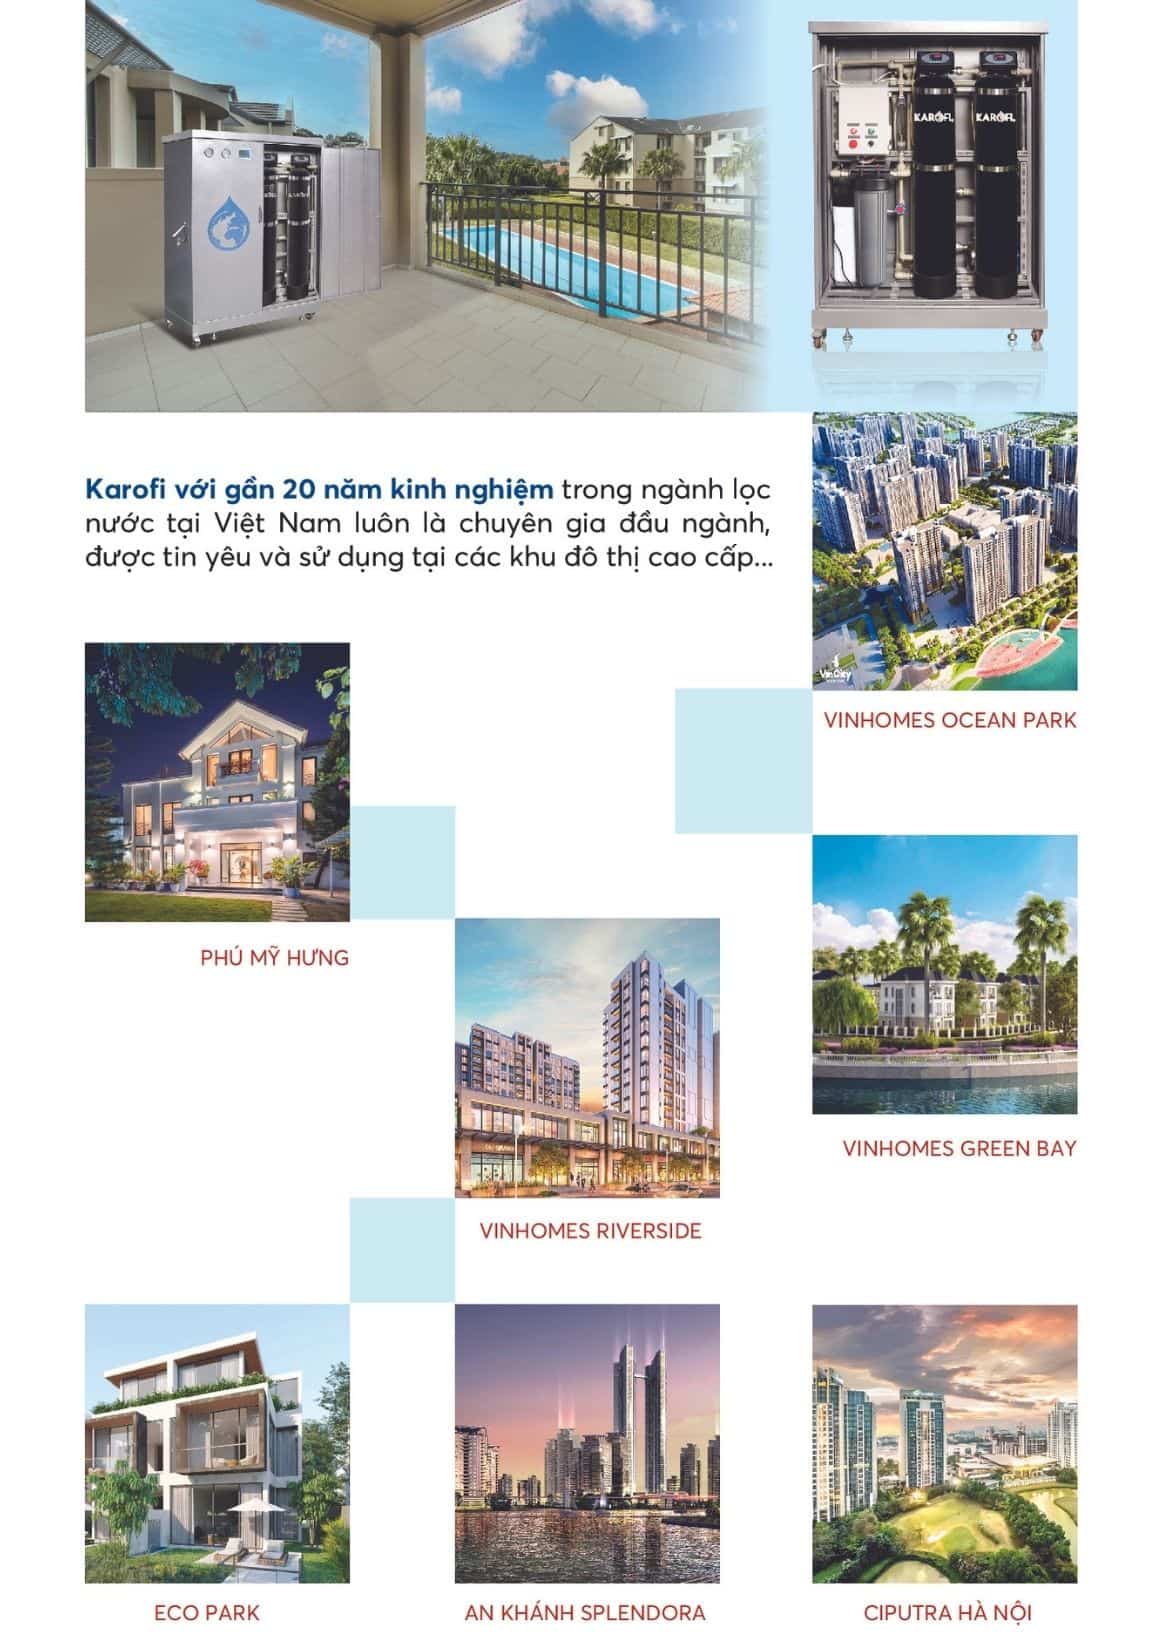 KAROFI
KAROFI
KAROFI
Karofi với gần 20 năm kinh nghiệm trong ngành lọc
nước tại Việt Nam luôn là chuyên gia đầu ngành,
được tin yêu và sử dụng tại các khu đô thị cao cấp...
VinCity
VINHOMES OCEAN PARK
PHÚ MỸ HƯNG
VINHOMES GREEN BAY
VINHOMES RIVERSIDE
ECO PARK
AN KHÁNH SPLENDORA
CIPUTRA HÀ NỘI